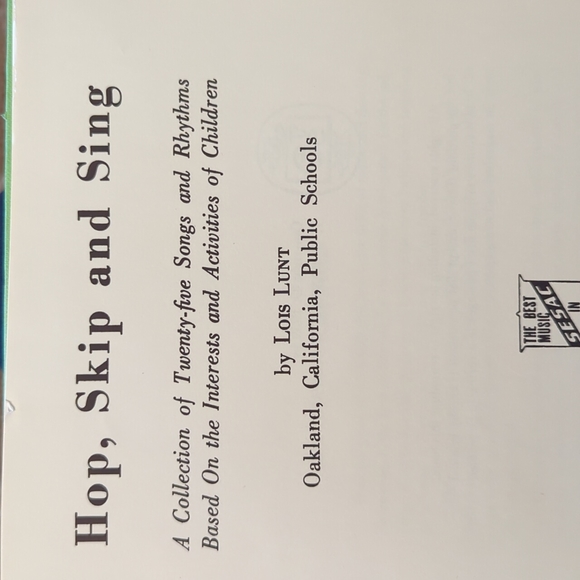 Hop, Skip and Sing
A Collection of Twenty-five Songs and Rhythms
Based On the Interests and Activities of Children
by Lois Lunt
Oakland, California, Public Schools
THE BEST
MUSIC
SESAC
IN